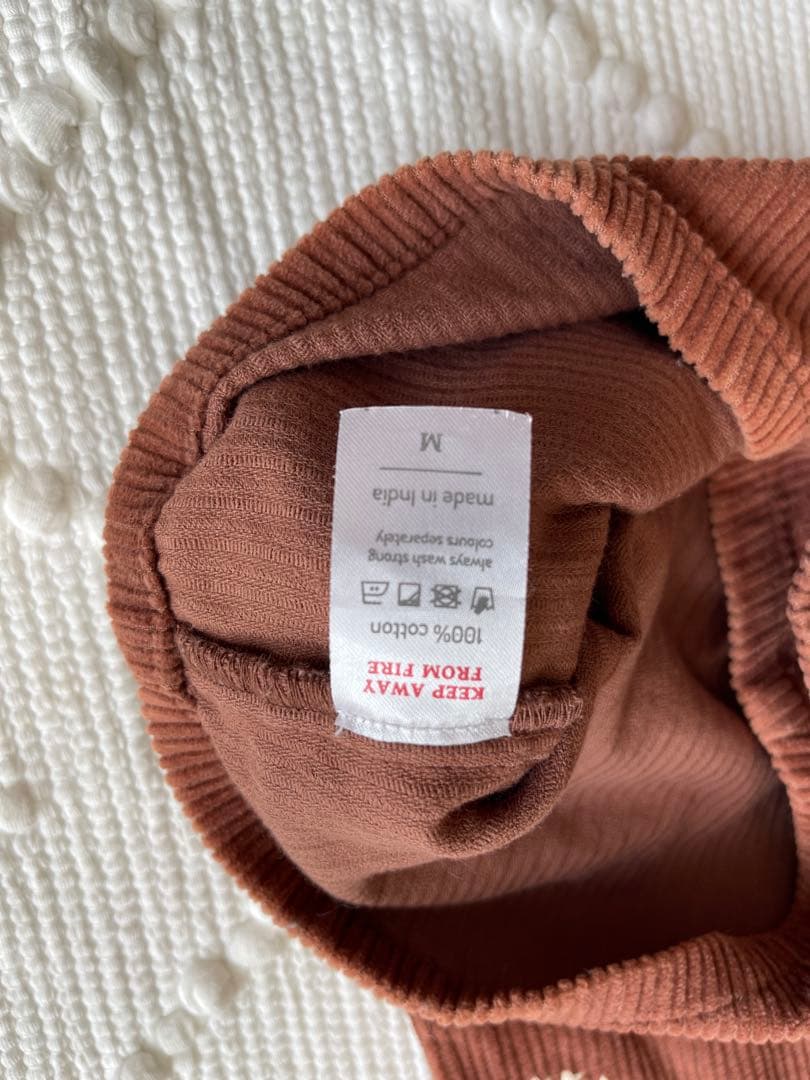 KEEP AWAY
FROM FIRE
100% cotton
always wash strong
colours separately
made in India
M